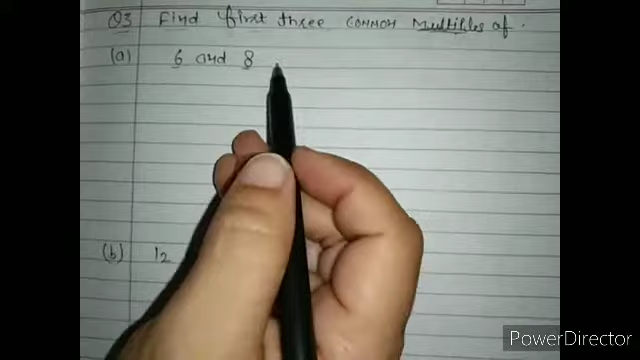 Q3 Find first three common Multiples of.
(a) 6 and 8
(b) 12
PowerDirector